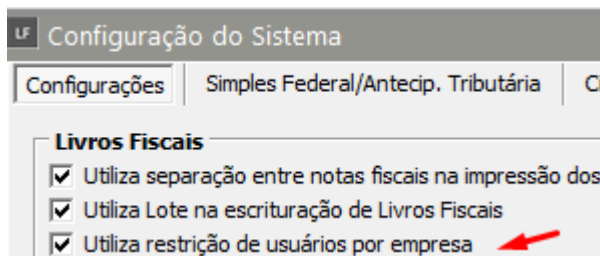 LF Configuração do Sistema
Configurações Simples Federal/Antecip. Tributária
Livros Fiscais
Utiliza separação entre notas fiscais na impressão dos
Utiliza Lote na escrituração de Livros Fiscais
Utiliza restrição de usuários por empresa